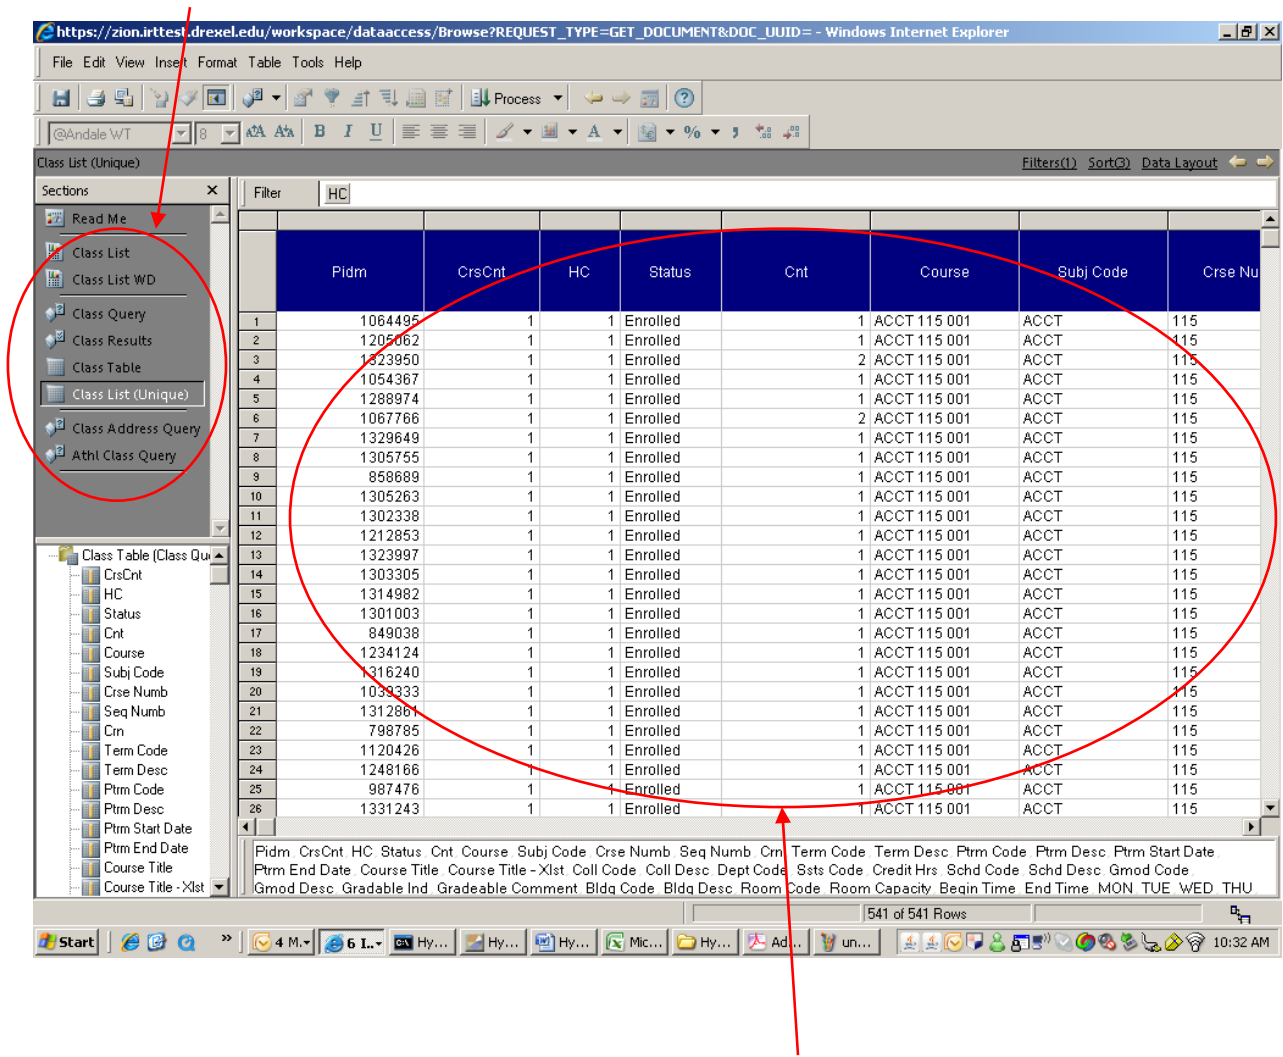 https://zion.irttest.drexel.edu/workspace/dataaccess/Browse?REQUEST_TYPE=GET_DOCUMENT&DOC_UUID= - Windows Internet Explorer
File Edit View Insert Format Table Tools Help
Process
@Andale WT 8 B I U A %
Class List (Unique) Filters(1) Sort(3) Data Layout
Sections × Filter HC
Read Me
Class List
Class List WD
Class Query
Class Results
Class Table
Class List (Unique)
Class Address Query
Athl Class Query
Class Table (Class Qu
CrsCnt
HC
Status
Cnt
Course
Subj Code
Crse Numb
Seq Numb
Crn
Term Code
Term Desc
Ptrm Code
Ptrm Desc
Ptrm Start Date
Ptrm End Date
Course Title
Course Title - Xlst
Pidm CrsCnt HC Status Cnt Course Subj Code Crse Nu
1 1064495 1 1 Enrolled 1 ACCT 115 001 ACCT 115
2 1205062 1 1 Enrolled 1 ACCT 115 001 ACCT 115
3 1323950 1 1 Enrolled 2 ACCT 115 001 ACCT 115
4 1054367 1 1 Enrolled 1 ACCT 115 001 ACCT 115
5 1288974 1 1 Enrolled 1 ACCT 115 001 ACCT 115
6 1067766 1 1 Enrolled 2 ACCT 115 001 ACCT 115
7 1329649 1 1 Enrolled 1 ACCT 115 001 ACCT 115
8 1305755 1 1 Enrolled 1 ACCT 115 001 ACCT 115
9 858689 1 1 Enrolled 1 ACCT 115 001 ACCT 115
10 1305263 1 1 Enrolled 1 ACCT 115 001 ACCT 115
11 1302338 1 1 Enrolled 1 ACCT 115 001 ACCT 115
12 1212853 1 1 Enrolled 1 ACCT 115 001 ACCT 115
13 1323997 1 1 Enrolled 1 ACCT 115 001 ACCT 115
14 1303305 1 1 Enrolled 1 ACCT 115 001 ACCT 115
15 1314982 1 1 Enrolled 1 ACCT 115 001 ACCT 115
16 1301003 1 1 Enrolled 1 ACCT 115 001 ACCT 115
17 849038 1 1 Enrolled 1 ACCT 115 001 ACCT 115
18 1234124 1 1 Enrolled 1 ACCT 115 001 ACCT 115
19 1316240 1 1 Enrolled 1 ACCT 115 001 ACCT 115
20 1039333 1 1 Enrolled 1 ACCT 115 001 ACCT 115
21 1312861 1 1 Enrolled 1 ACCT 115 001 ACCT 115
22 798785 1 1 Enrolled 1 ACCT 115 001 ACCT 115
23 1120426 1 1 Enrolled 1 ACCT 115 001 ACCT 115
24 1248166 1 1 Enrolled 1 ACCT 115 001 ACCT 115
25 987476 1 1 Enrolled 1 ACCT 115 001 ACCT 115
26 1331243 1 1 Enrolled 1 ACCT 115 001 ACCT 115
Pidm, CrsCnt, HC, Status, Cnt, Course, Subj Code, Crse Numb, Seq Numb, Crn, Term Code, Term Desc, Ptrm Code, Ptrm Desc, Ptrm Start Date,
Ptrm End Date, Course Title, Course Title - Xlst, Coll Code, Coll Desc, Dept Code, Ssts Code, Credit Hrs, Schd Code, Schd Desc, Gmod Code,
Gmod Desc, Gradable Ind, Gradeable Comment, Bldg Code, Bldg Desc, Room Code, Room Capacity, Begin Time, End Time, MON, TUE, WED, THU,
541 of 541 Rows
Start » 4 M.. 6 I.. Hy... Hy... Hy... Mic... Hy... Ad... un... 10:32 AM